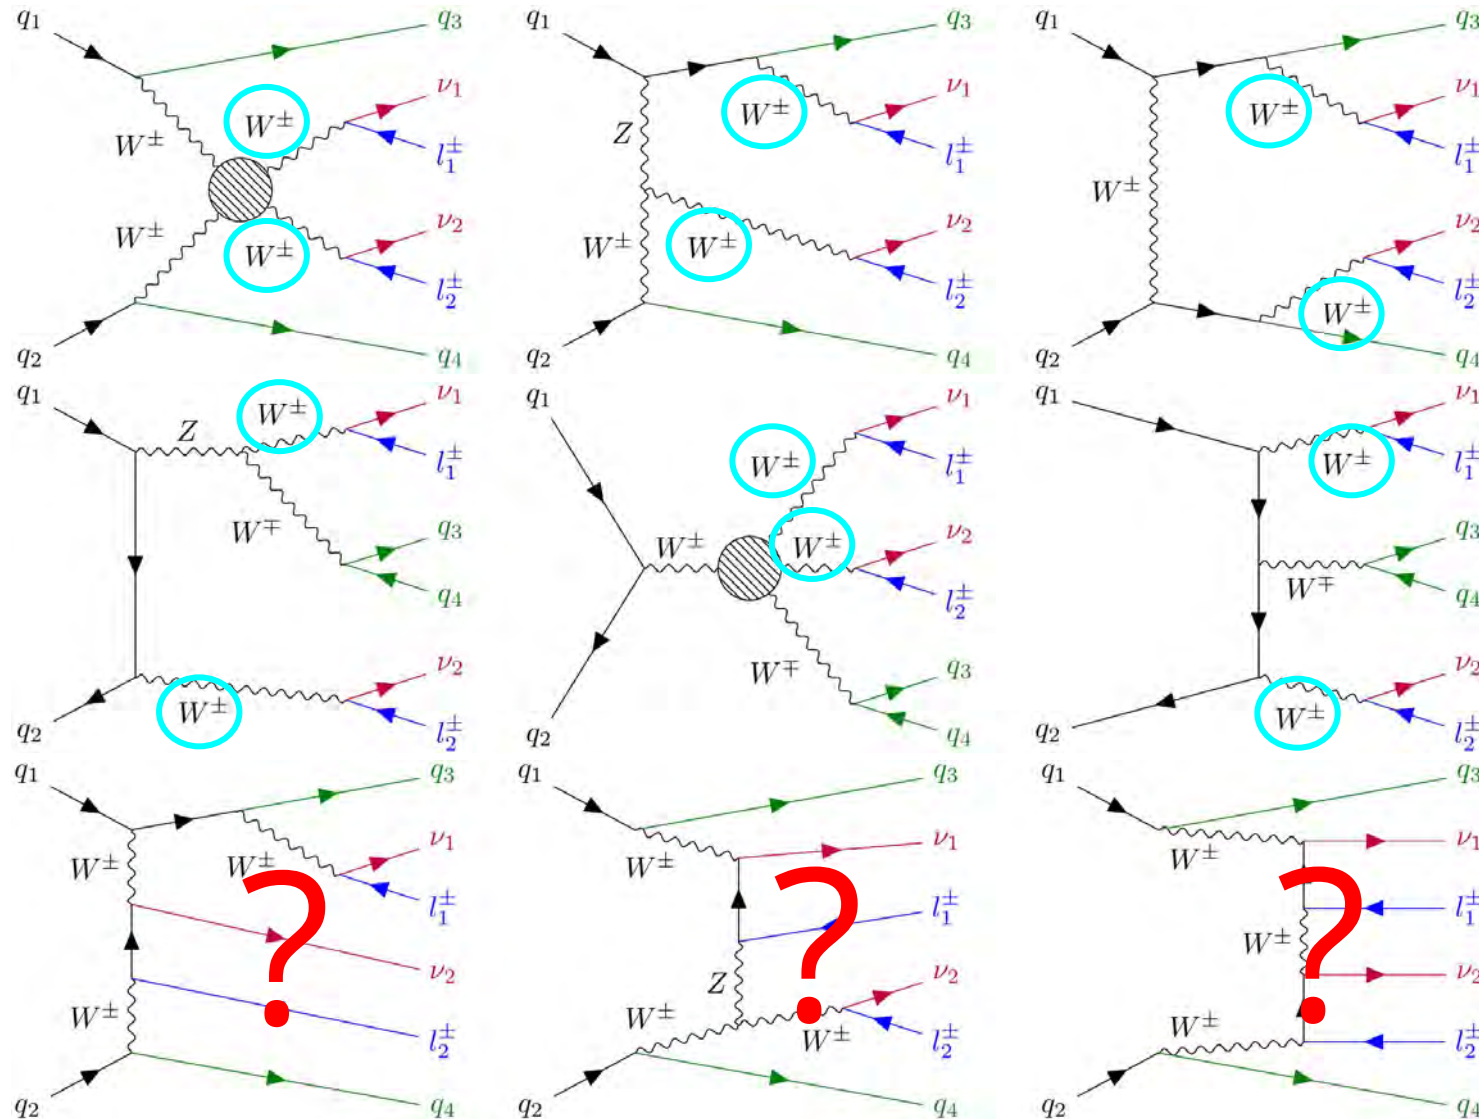 q₁ q₃ ν₁ l₁± ν₂ l₂± q₄ q₂ W± W± W± W±
q₁ q₃ ν₁ l₁± ν₂ l₂± q₄ q₂ Z W± W± W±
q₁ q₃ ν₁ l₁± ν₂ l₂± q₄ q₂ W± W± W±
q₁ ν₁ l₁± q₃ q₄ ν₂ l₂± q₂ Z W± W∓ W±
q₁ ν₁ l₁± ν₂ l₂± q₃ q₄ q₂ W± W± W± W∓
q₁ ν₁ l₁± q₃ q₄ ν₂ l₂± q₂ W± W∓ W±
q₁ q₃ ν₁ l₁± ν₂ l₂± q₄ q₂ W± W± W± ?
q₁ q₃ ν₁ l₁± ν₂ l₂± q₄ q₂ W± Z W± W± ?
q₁ q₃ ν₁ l₁± ν₂ l₂± q₄ q₂ W± W± W± ?